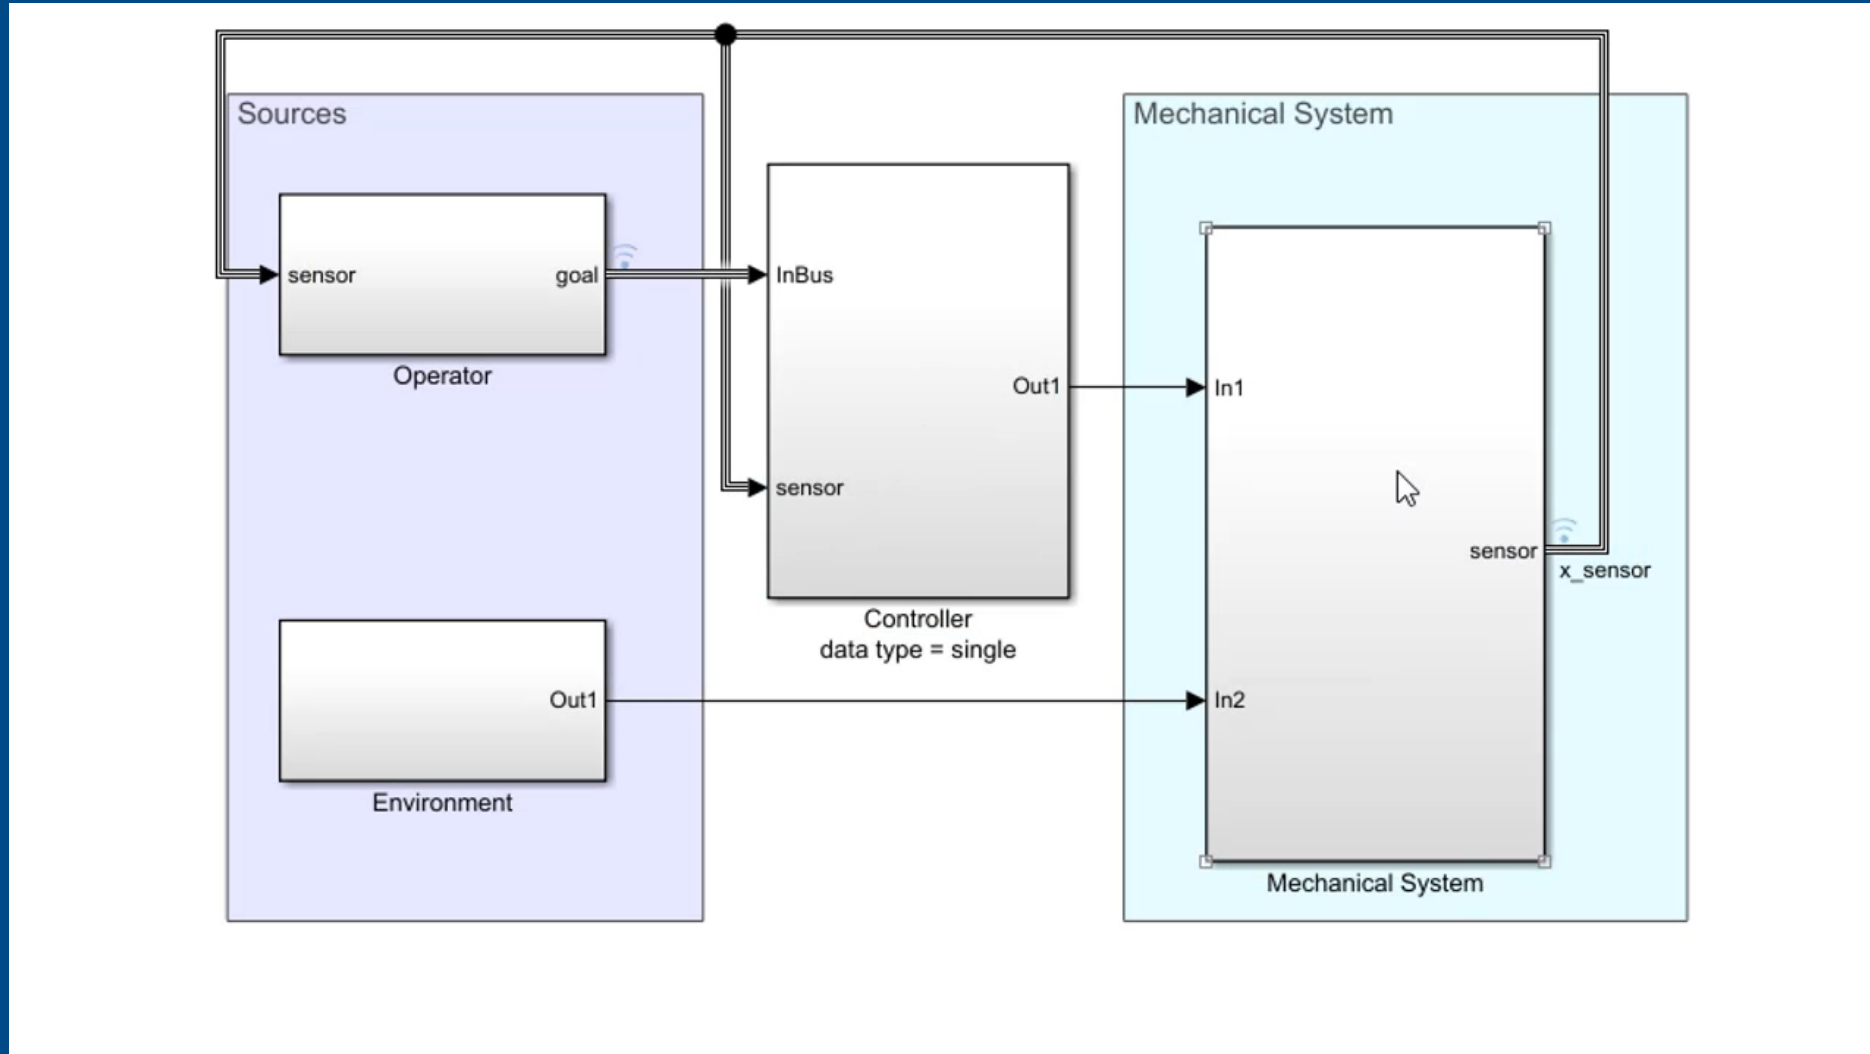 Sources
sensor
goal
Operator
Out1
Environment
InBus
sensor
Out1
Controller
data type = single
Mechanical System
In1
In2
sensor
x_sensor
Mechanical System